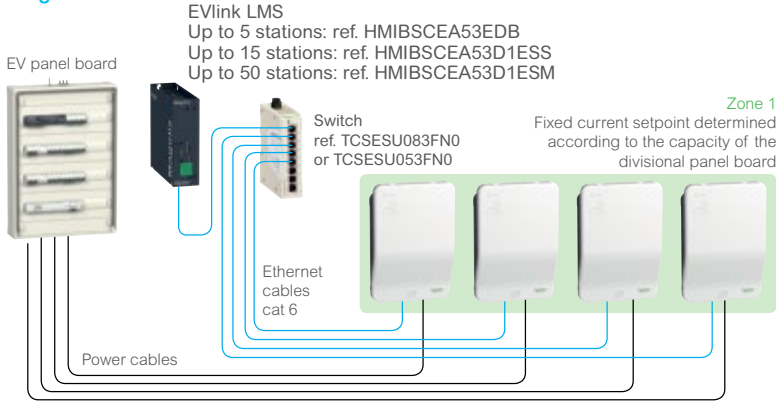 EVlink LMS
Up to 5 stations: ref. HMIBSCEA53EDB
Up to 15 stations: ref. HMIBSCEA53D1ESS
Up to 50 stations: ref. HMIBSCEA53D1ESM
EV panel board
Switch
ref. TCSESU083FN0
or TCSESU053FN0
Zone 1
Fixed current setpoint determined
according to the capacity of the
divisional panel board
Ethernet
cables
cat 6
Power cables